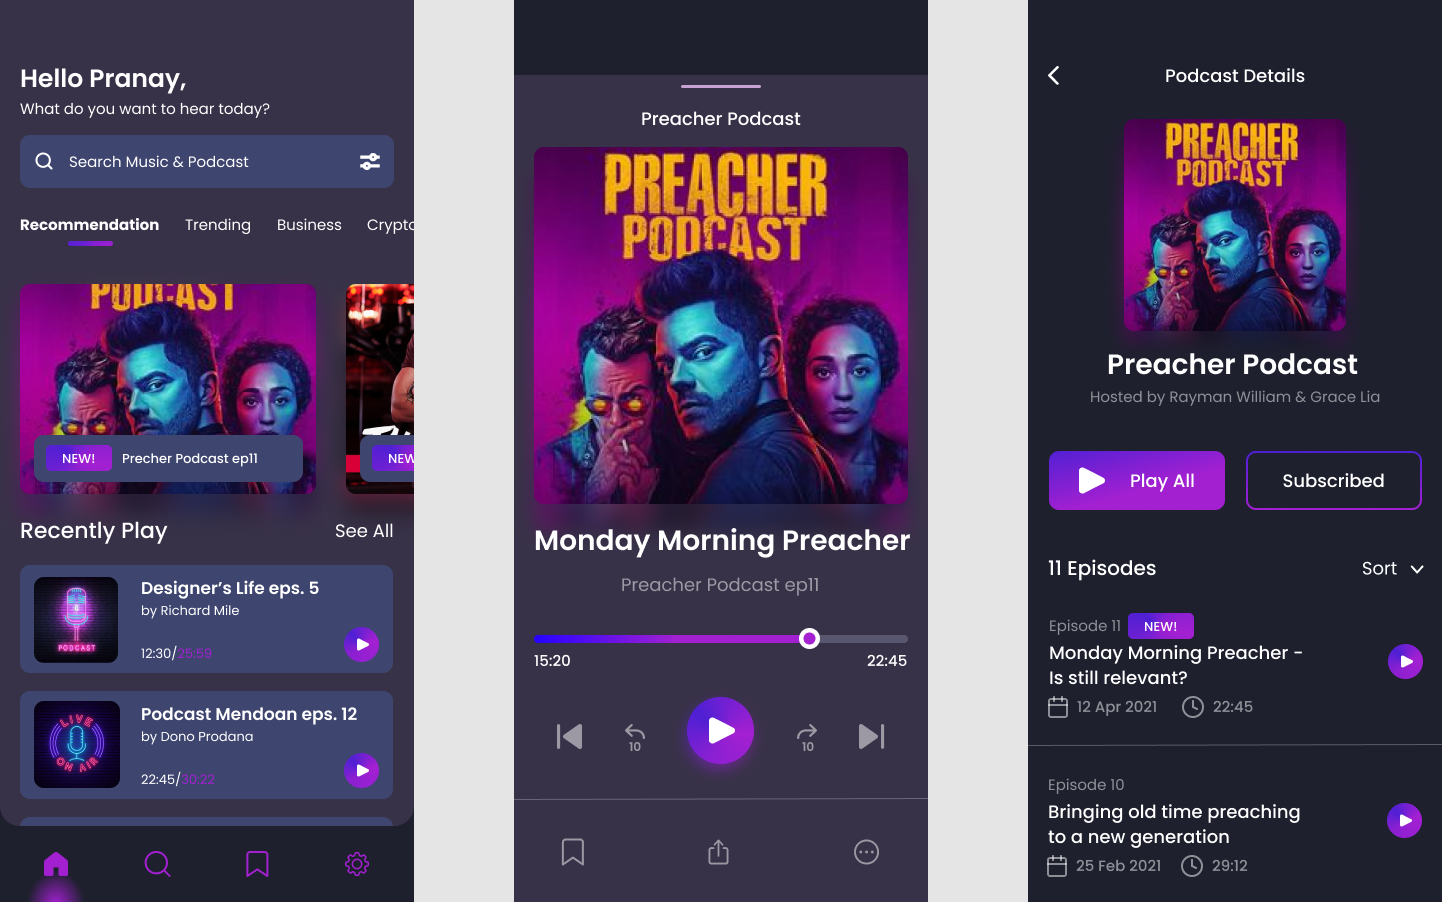 Hello Pranay,
What do you want to hear today?
Search Music & Podcast
Recommendation Trending Business Crypto
PODCAST
NEW! Precher Podcast ep11
NEW
Recently Play See All
Designer's Life eps. 5
by Richard Mile
12:30/25:59
PODCAST
Podcast Mendoan eps. 12
by Dono Prodana
22:45/30:22
LIVE
ON AIR
Preacher Podcast
PREACHER
PODCAST
Monday Morning Preacher
Preacher Podcast ep11
15:20 22:45
10 10
Podcast Details
PREACHER
PODCAST
Preacher Podcast
Hosted by Rayman William & Grace Lia
Play All Subscribed
11 Episodes Sort
Episode 11 NEW!
Monday Morning Preacher -
Is still relevant?
12 Apr 2021 22:45
Episode 10
Bringing old time preaching
to a new generation
25 Feb 2021 29:12